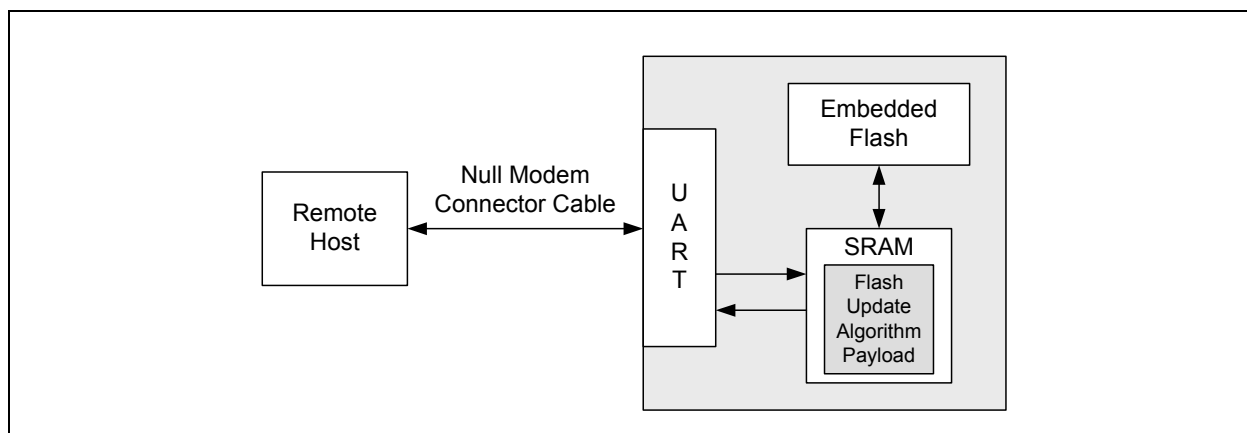 Remote
Host
Null Modem
Connector Cable
U
A
R
T
Embedded
Flash
SRAM
Flash
Update
Algorithm
Payload